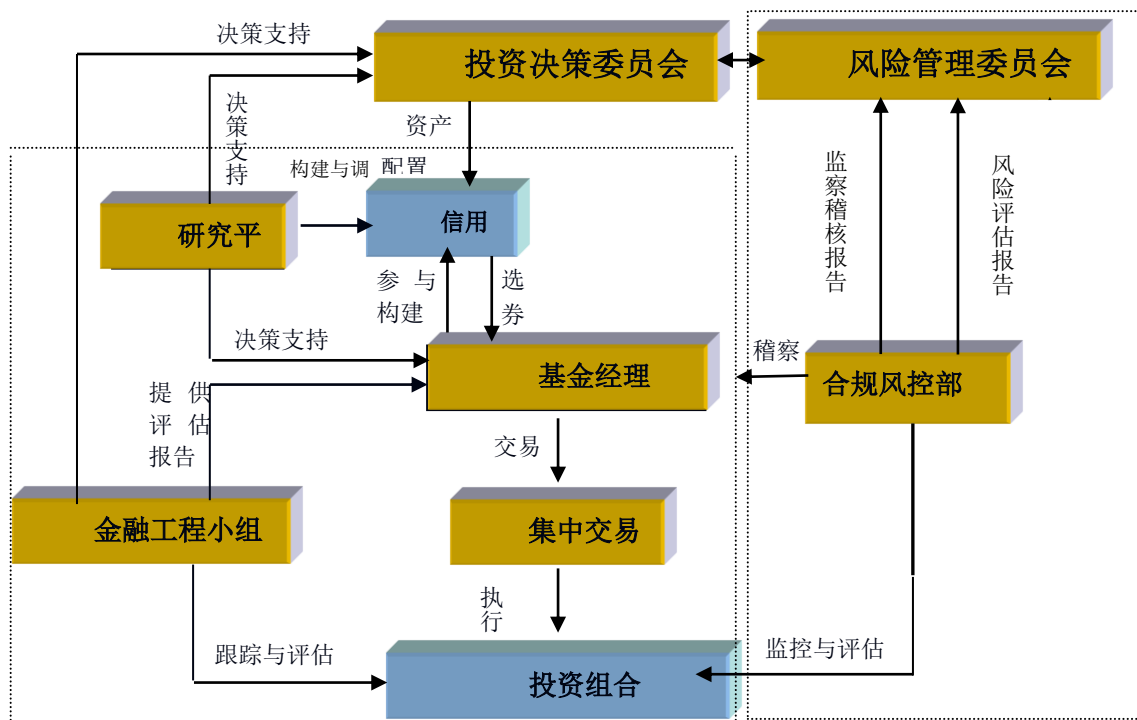 决策支持
投资决策委员会
风险管理委员会
决策支持
资产
构建与调
配置
监察稽核报告
风险评估报告
研究平
信用
参 与
构建
选
券
决策支持
基金经理
稽察
合规风控部
提 供
评 估
报告
交易
金融工程小组
集中交易
执
行
跟踪与评估
监控与评估
投资组合